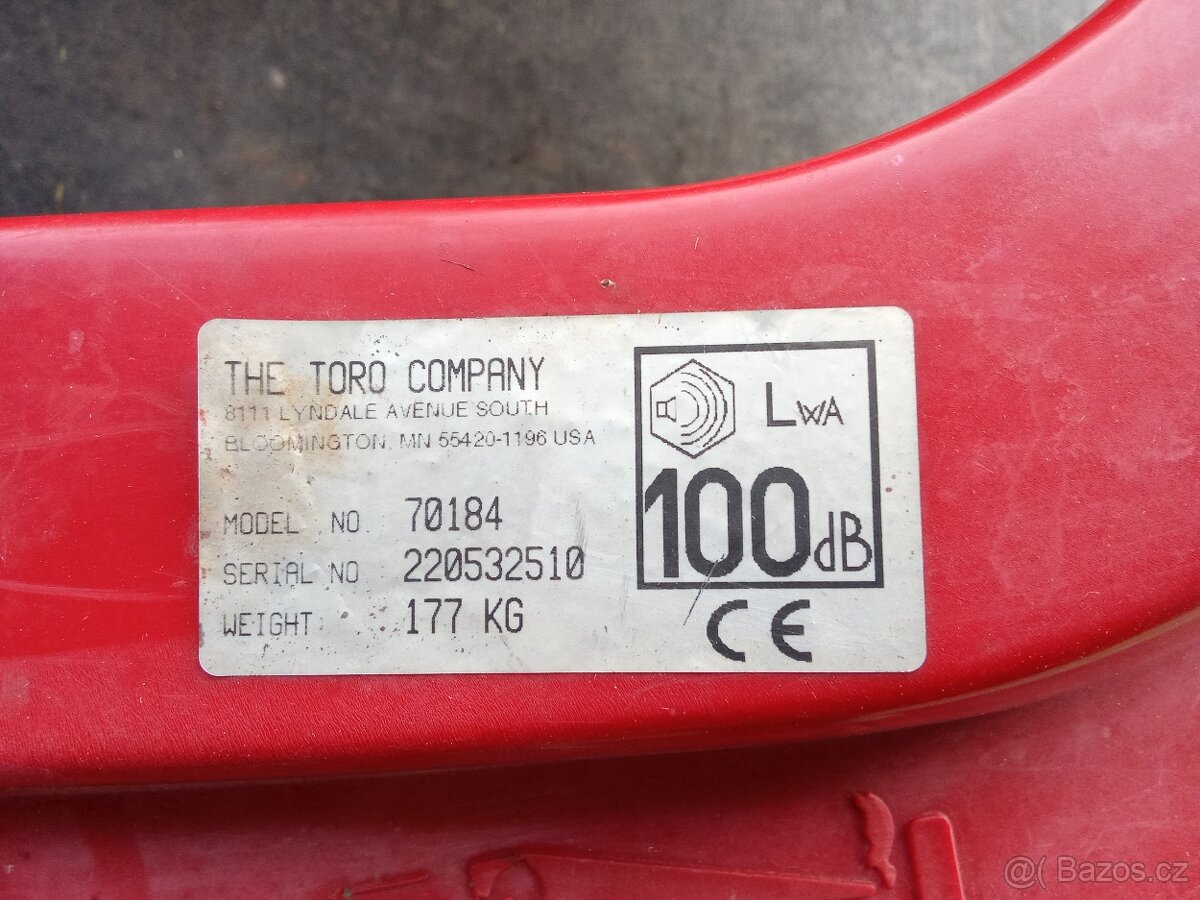 THE TORO COMPANY
8111 LYNDALE AVENUE SOUTH
BLOOMINGTON, MN 55420-1196 USA
MODEL NO 70184
SERIAL NO 220532510
WEIGHT: 177 KG
LWA
100dB
CE
@( Bazos.cz